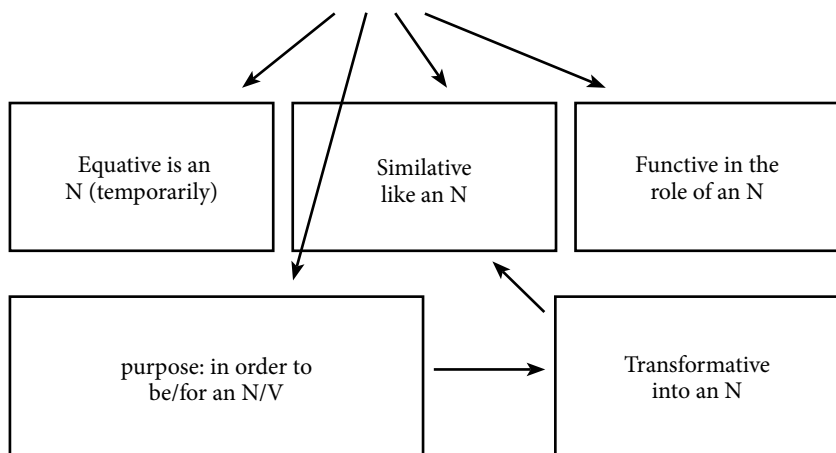 Equative is an
N (temporarily)
Similative
like an N
Functive in the
role of an N
purpose: in order to
be/for an N/V
Transformative
into an N